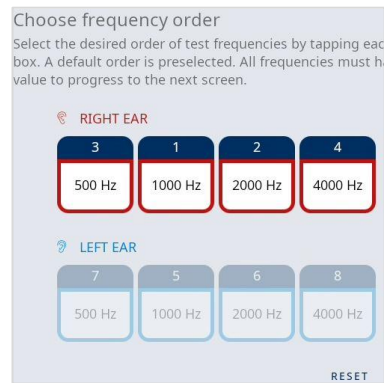 Choose frequency order
Select the desired order of test frequencies by tapping eac
box. A default order is preselected. All frequencies must h
value to progress to the next screen.
RIGHT EAR
3 1 2 4
500 Hz 1000 Hz 2000 Hz 4000 Hz
LEFT EAR
7 5 6 8
500 Hz 1000 Hz 2000 Hz 4000 Hz
RESET